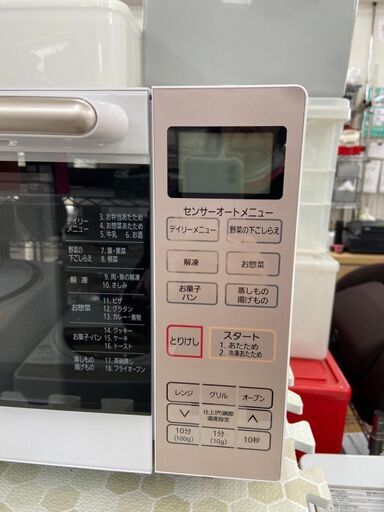 デイリー
メニュー
3. お弁当あたため
4. お惣菜あたため
5. 牛乳 6. お酒
野菜の
下ごしらえ
7. 葉・果菜
8. 根菜
解凍
9. 肉・魚の解凍
10. さしみ
お惣菜
11. ピザ
12. グラタン
13. カレー・煮物
お菓子・パン
14. クッキー
15. ケーキ
16. トースト
蒸しもの
揚げもの
17. 茶碗蒸し
18. フライオーブン
センサーオートメニュー
デイリーメニュー
野菜の下ごしらえ
解凍
お惣菜
お菓子
パン
蒸しもの
揚げもの
とりけし
スタート
1. あたため
2. 冷凍あたため
レンジ
グリル
オーブン
仕上がり調節
温度設定
10分
(100g)
1分
(10g)
10秒